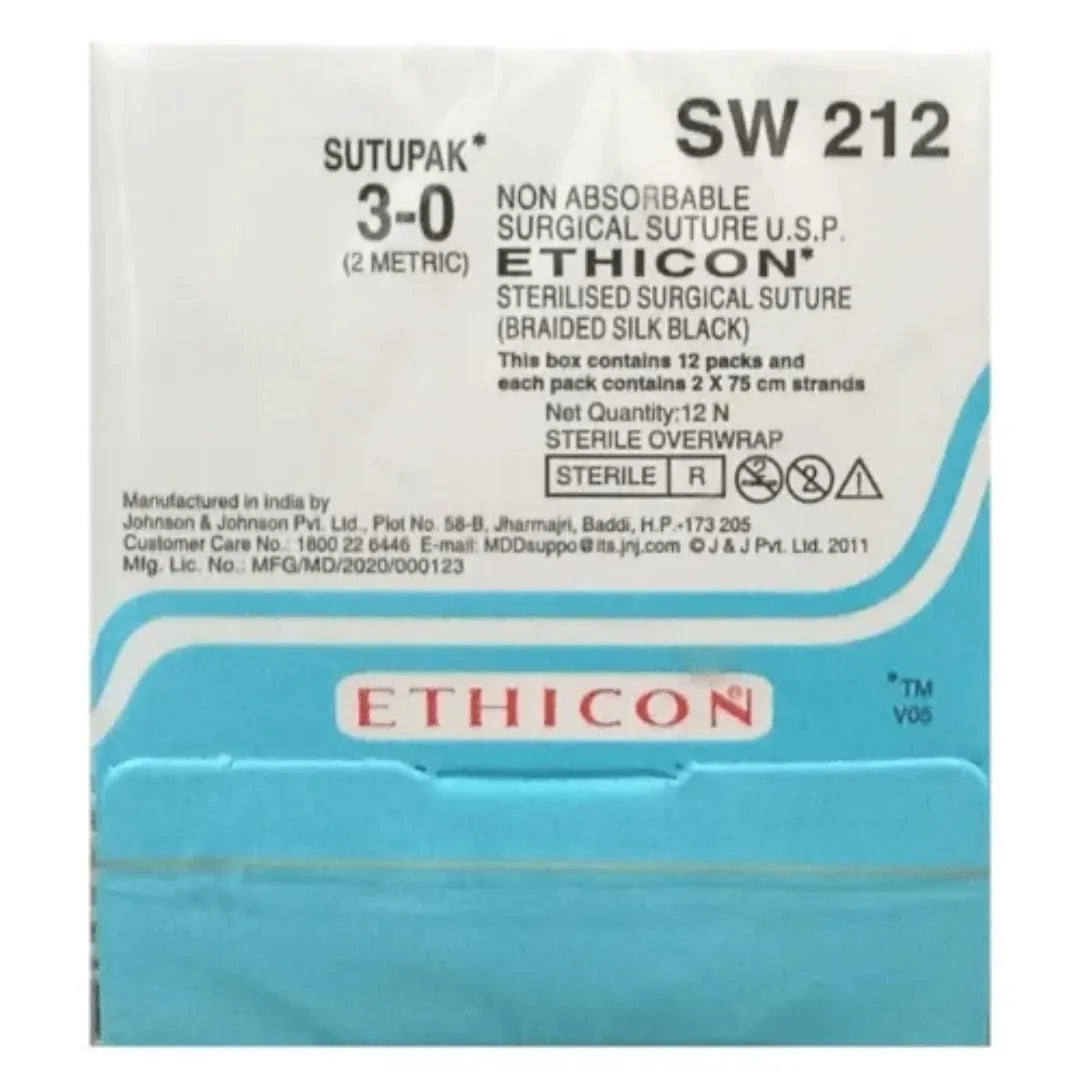 SW 212
SUTUPAK*
3-0
(2 METRIC)
NON ABSORBABLE
SURGICAL SUTURE U.S.P.
ETHICON*
STERILISED SURGICAL SUTURE
(BRAIDED SILK BLACK)
This box contains 12 packs and
each pack contains 2 X 75 cm strands
Net Quantity:12 N
STERILE OVERWRAP
STERILE R
2 2
Manufactured in India by
Johnson & Johnson Pvt. Ltd., Plot No. 58-B, Jharmajri, Baddi, H.P.-173 205
Customer Care No.: 1800 22 6446 E-mail: MDDsuppo@its.jnj.com © J & J Pvt. Ltd. 2011
Mfg. Lic. No.: MFG/MD/2020/000123
ETHICON®
*TM
V05